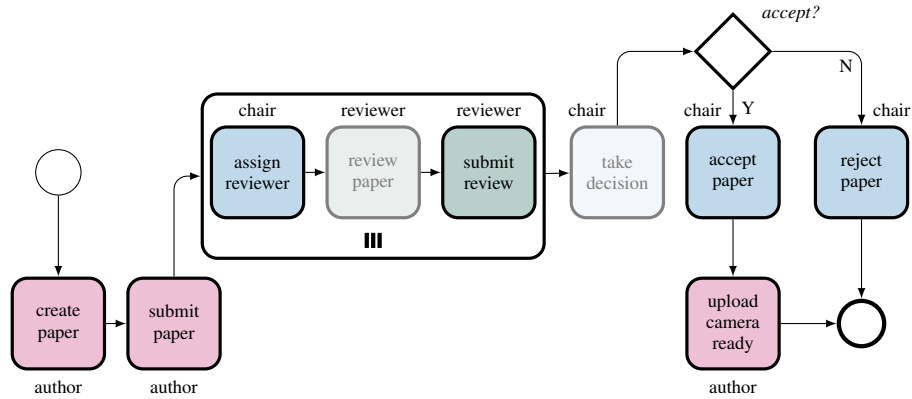 accept?
N
chair
reviewer
reviewer
chair
chair
Y
chair
assign
reviewer
review
paper
submit
review
take
decision
accept
paper
reject
paper
create
paper
submit
paper
upload
camera
ready
author
author
author